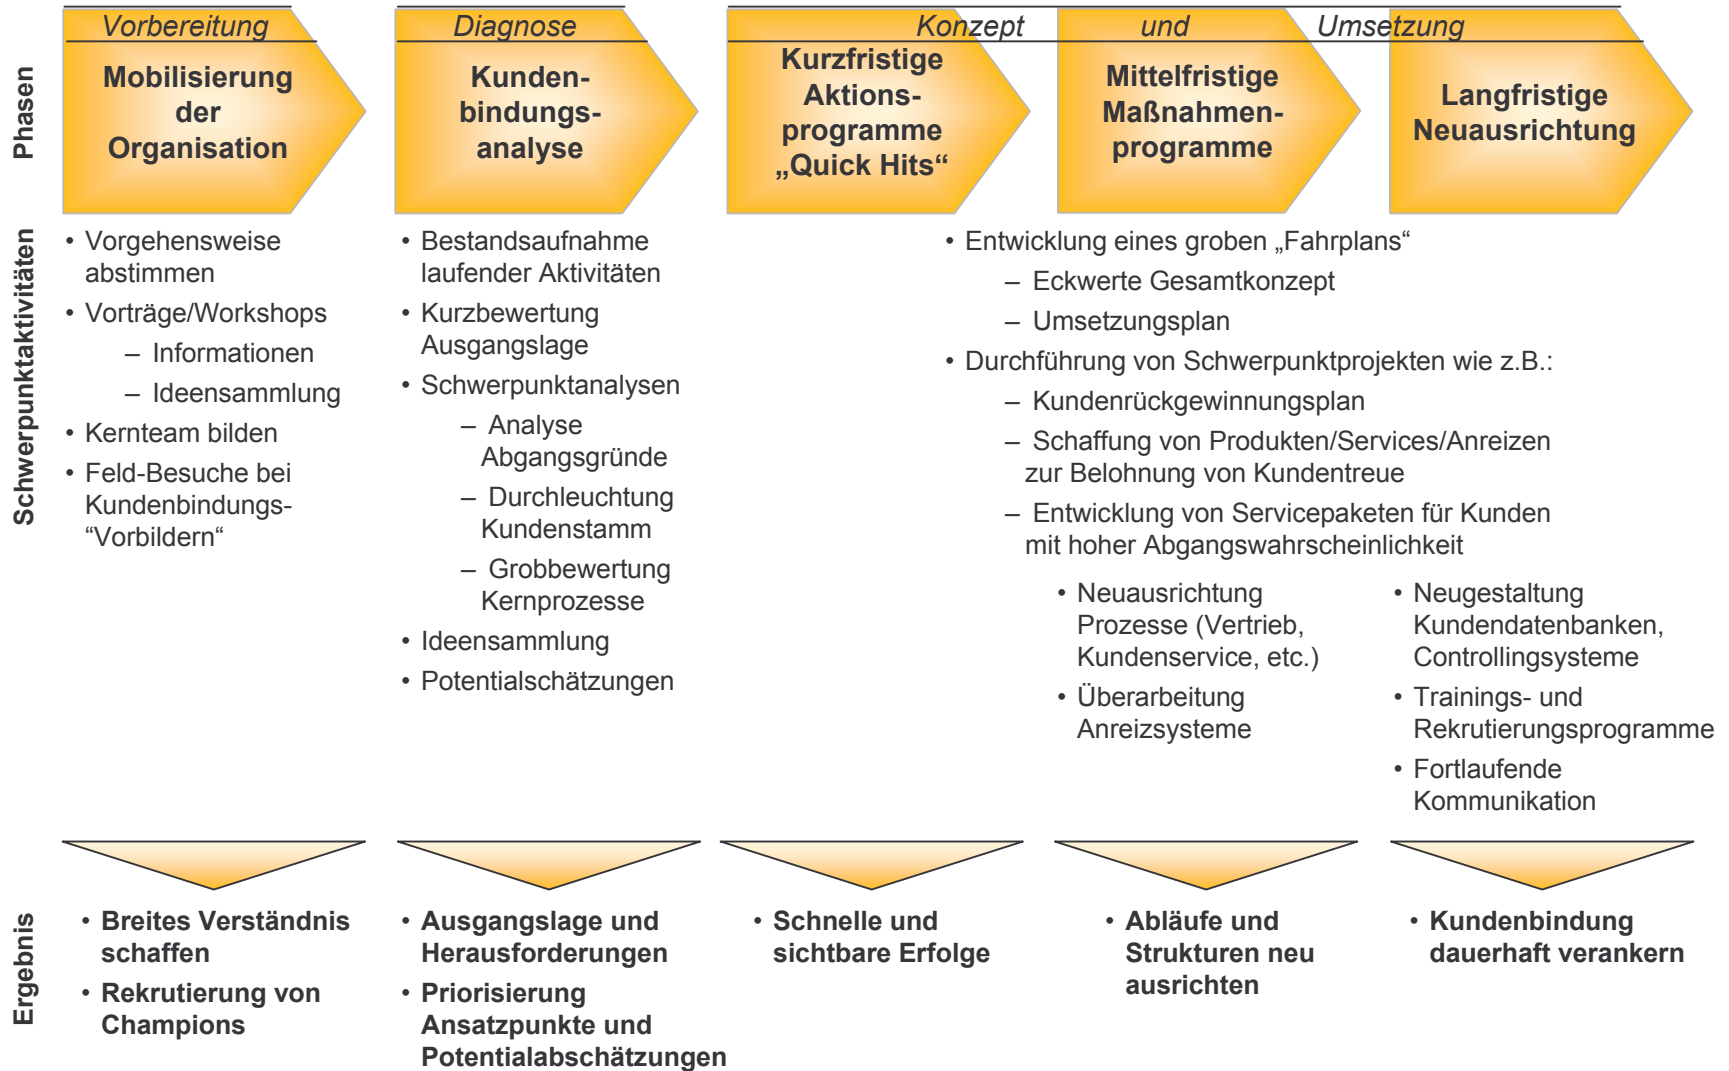 Vorbereitung
Diagnose
Konzept und Umsetzung
Phasen
Mobilisierung
der
Organisation
Kunden-
bindungs-
analyse
Kurzfristige
Aktions-
programme
„Quick Hits“
Mittelfristige
Maßnahmen-
programme
Langfristige
Neuausrichtung
Schwerpunktaktivitäten
• Vorgehensweise
abstimmen
• Vorträge/Workshops
– Informationen
– Ideensammlung
• Kernteam bilden
• Feld-Besuche bei
Kundenbindungs-
“Vorbildern“
• Bestandsaufnahme
laufender Aktivitäten
• Kurzbewertung
Ausgangslage
• Schwerpunktanalysen
– Analyse
Abgangsgründe
– Durchleuchtung
Kundenstamm
– Grobbewertung
Kernprozesse
• Ideensammlung
• Potentialschätzungen
• Entwicklung eines groben „Fahrplans“
– Eckwerte Gesamtkonzept
– Umsetzungsplan
• Durchführung von Schwerpunktprojekten wie z.B.:
– Kundenrückgewinnungsplan
– Schaffung von Produkten/Services/Anreizen
zur Belohnung von Kundentreue
– Entwicklung von Servicepaketen für Kunden
mit hoher Abgangswahrscheinlichkeit
• Neuausrichtung
Prozesse (Vertrieb,
Kundenservice, etc.)
• Überarbeitung
Anreizsysteme
• Neugestaltung
Kundendatenbanken,
Controllingsysteme
• Trainings- und
Rekrutierungsprogramme
• Fortlaufende
Kommunikation
Ergebnis
• Breites Verständnis
schaffen
• Rekrutierung von
Champions
• Ausgangslage und
Herausforderungen
• Priorisierung
Ansatzpunkte und
Potentialabschätzungen
• Schnelle und
sichtbare Erfolge
• Abläufe und
Strukturen neu
ausrichten
• Kundenbindung
dauerhaft verankern